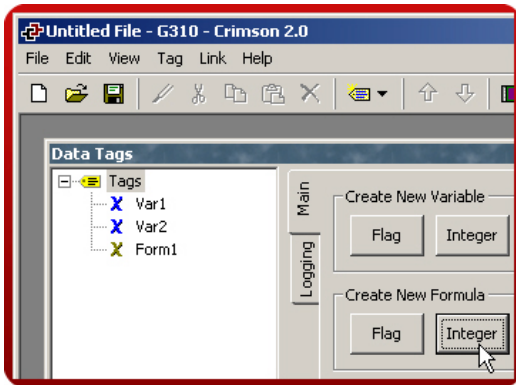 Untitled File - G310 - Crimson 2.0
File Edit View Tag Link Help
Data Tags
Tags
Var1
Var2
Form1
Main
Logging
Create New Variable
Flag Integer
Create New Formula
Flag Integer